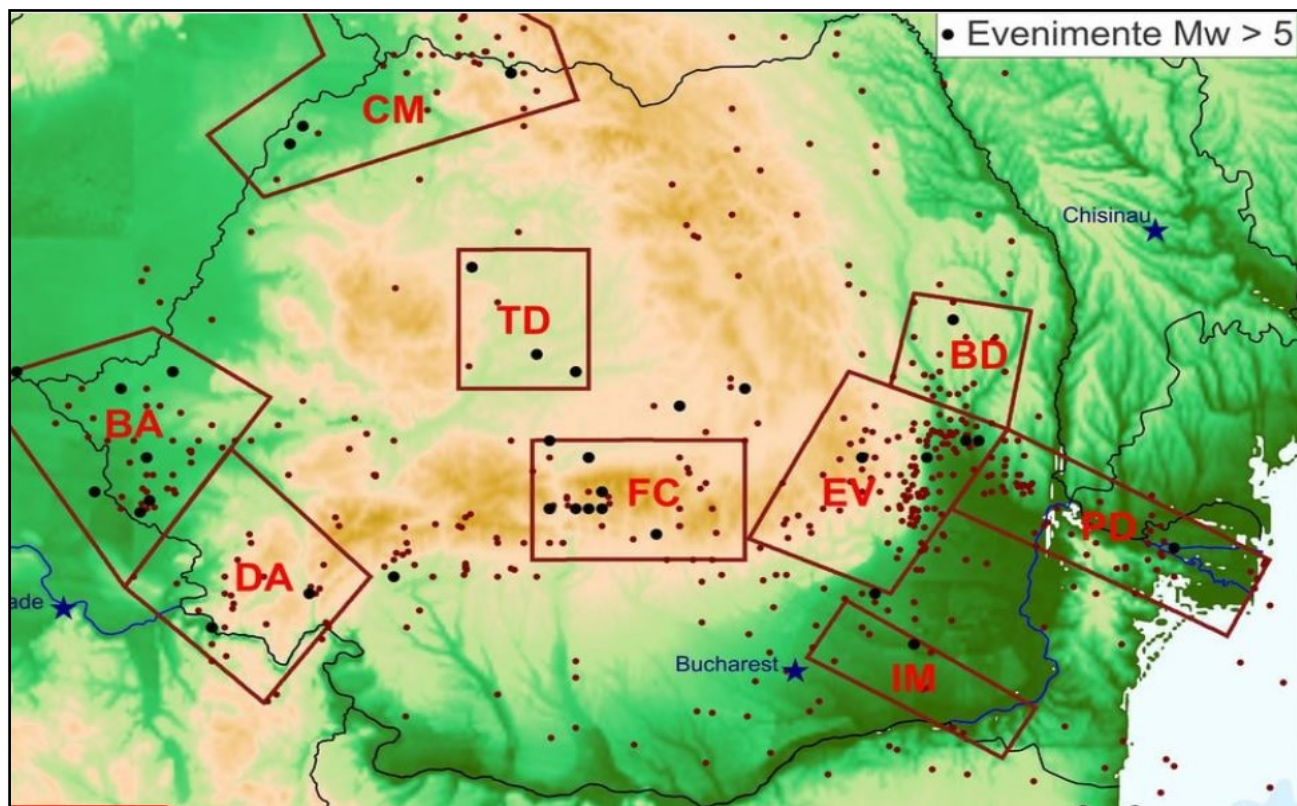 Evenimente Mw > 5
CM
Chisinau
TD
BD
BA
FC
EV
PD
DA
ade
Bucharest
IM